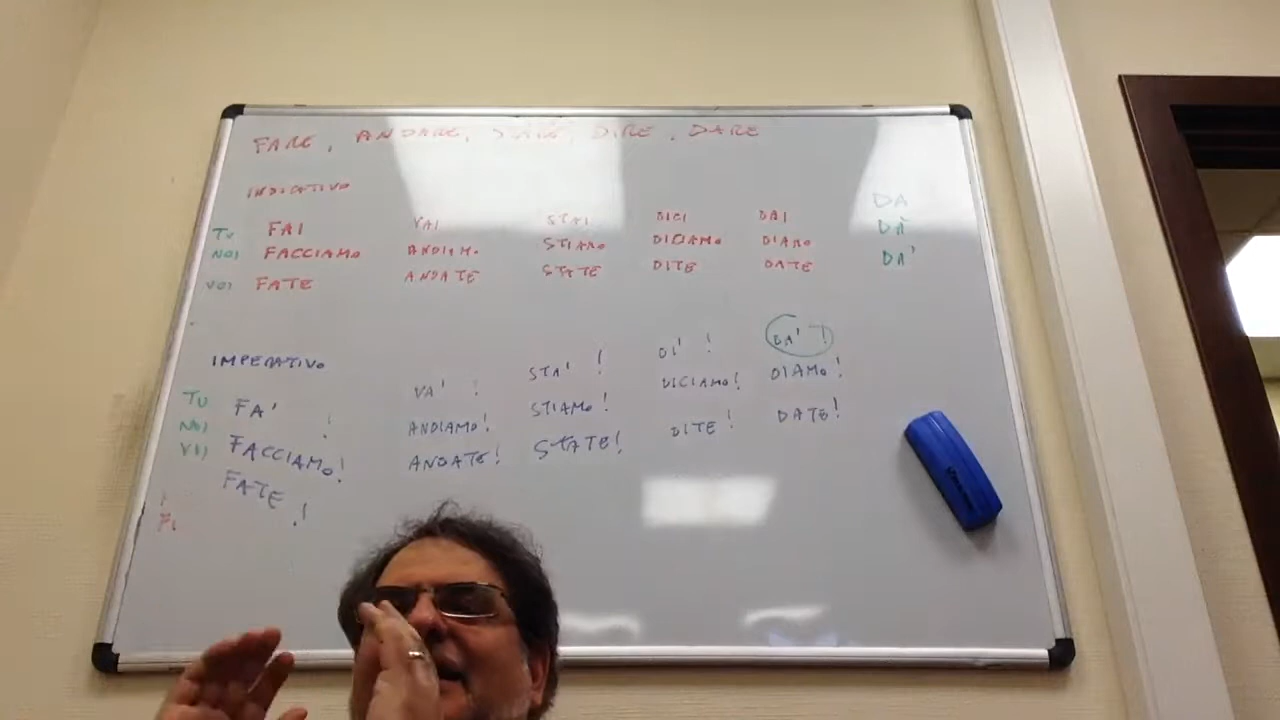 FARE, ANDARE, STARE, DIRE, DARE
INDICATIVO
DA
TU FAI VAI STAI DICI DAI DÀ
NOI FACCIAMO ANDIAMO STIAMO DICIAMO DIAMO DA'
VOI FATE ANDATE STATE DITE DATE
IMPERATIVO
TU FA' ! VA' ! STA' ! DI' ! DA' !
NOI FACCIAMO! ANDIAMO! STIAMO! DICIAMO! DIAMO!
VOI FATE! ANDATE! STATE! DITE! DATE!